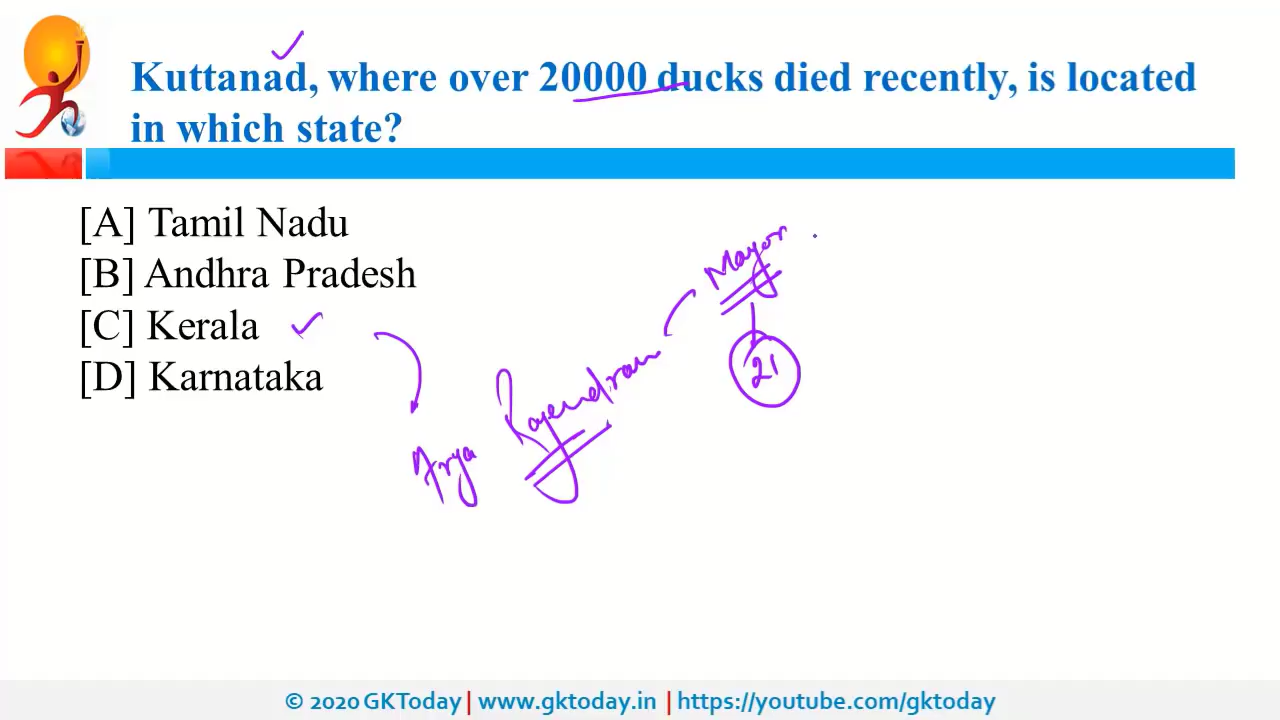 Kuttanad, where over 20000 ducks died recently, is located
in which state?
[A] Tamil Nadu
[B] Andhra Pradesh
[C] Kerala
[D] Karnataka
Arya Rajendran
Mayor
21
© 2020 GKToday | www.gktoday.in | https://youtube.com/gktoday